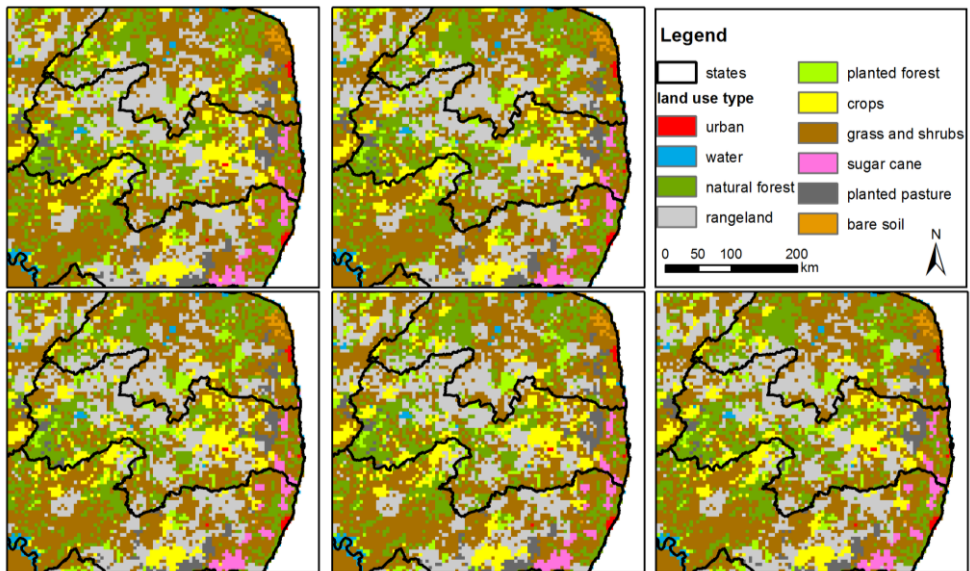 Legend
states
land use type
urban
water
natural forest
rangeland
planted forest
crops
grass and shrubs
sugar cane
planted pasture
bare soil
0 50 100 200
km
N